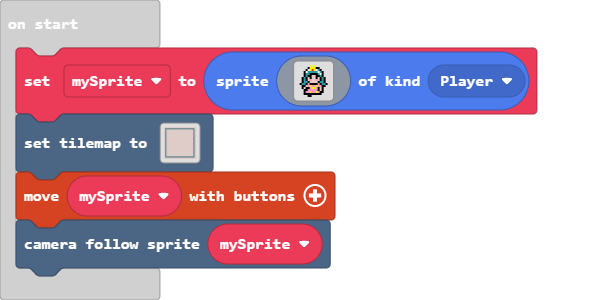 on start
set mySprite to sprite of kind Player
set tilemap to
move mySprite with buttons
camera follow sprite mySprite